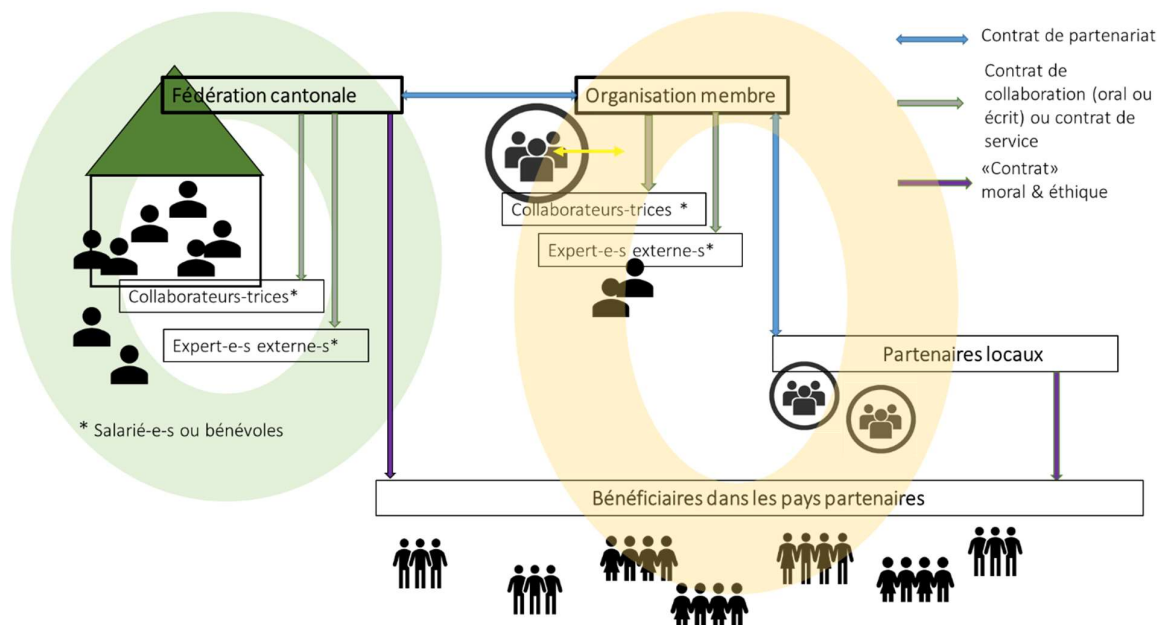 Contrat de partenariat
Contrat de
collaboration (oral ou
écrit) ou contrat de
service
«Contrat»
moral & éthique
Fédération cantonale
Organisation membre
Collaborateurs-trices *
Expert-e-s externe-s*
Collaborateurs-trices*
Expert-e-s externe-s*
Partenaires locaux
* Salarié-e-s ou bénévoles
Bénéficiaires dans les pays partenaires